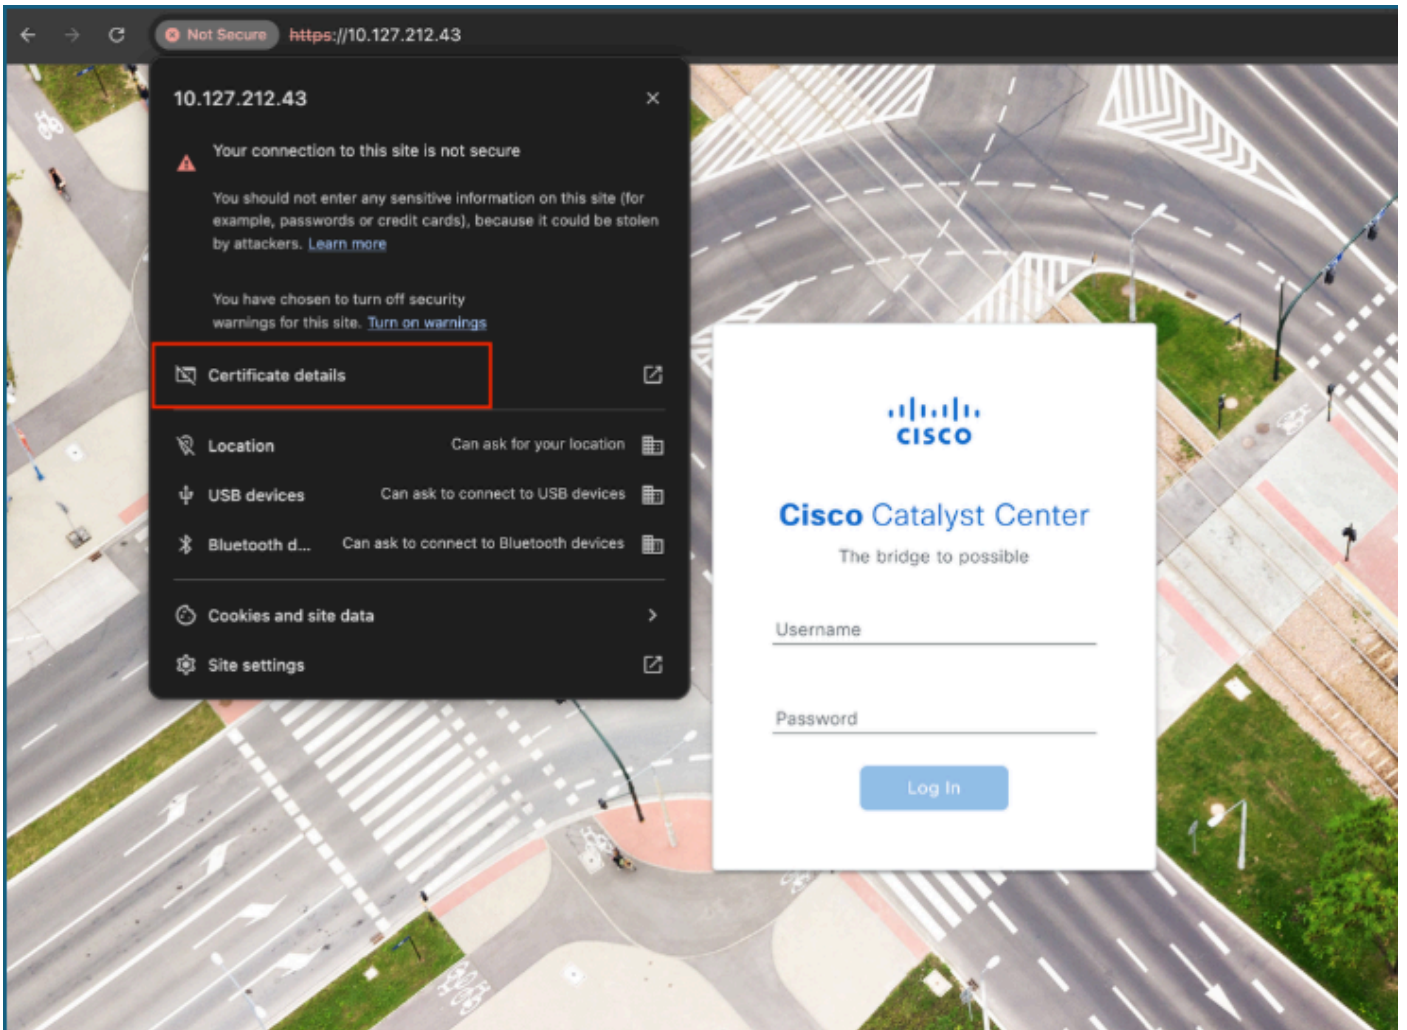 Not Secure https://10.127.212.43
10.127.212.43
Your connection to this site is not secure
You should not enter any sensitive information on this site (for
example, passwords or credit cards), because it could be stolen
by attackers. Learn more
You have chosen to turn off security
warnings for this site. Turn on warnings
Certificate details
Location Can ask for your location
USB devices Can ask to connect to USB devices
Bluetooth d... Can ask to connect to Bluetooth devices
Cookies and site data
Site settings
CISCO
Cisco Catalyst Center
The bridge to possible
Username
Password
Log In